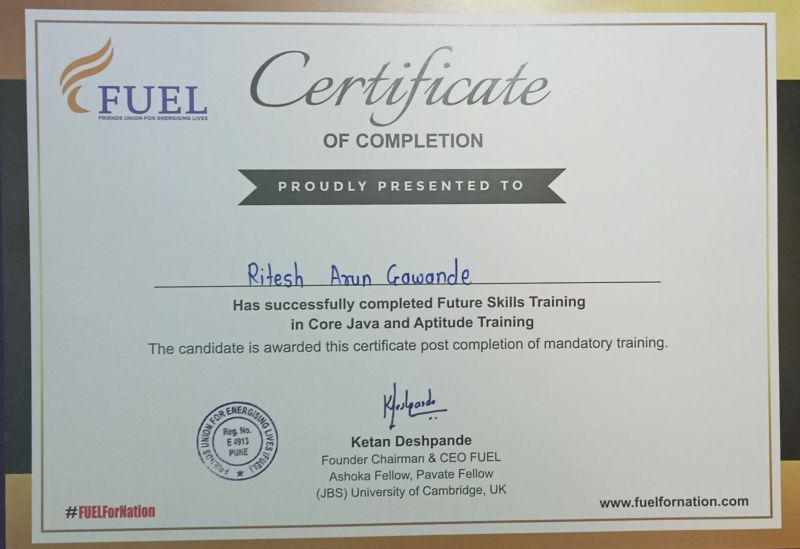 FUEL
FRIENDS UNION FOR ENERGISING LIVES
Certificate
OF COMPLETION
PROUDLY PRESENTED TO
Ritesh Arun Gawande
Has successfully completed Future Skills Training
in Core Java and Aptitude Training
The candidate is awarded this certificate post completion of mandatory training.
KJeshpande
FRIENDS UNION FOR ENERGISING LIVES (FUEL)
Reg. No.
E 4913
PUNE
Ketan Deshpande
Founder Chairman & CEO FUEL
Ashoka Fellow, Pavate Fellow
(JBS) University of Cambridge, UK
#FUELForNation
www.fuelfornation.com